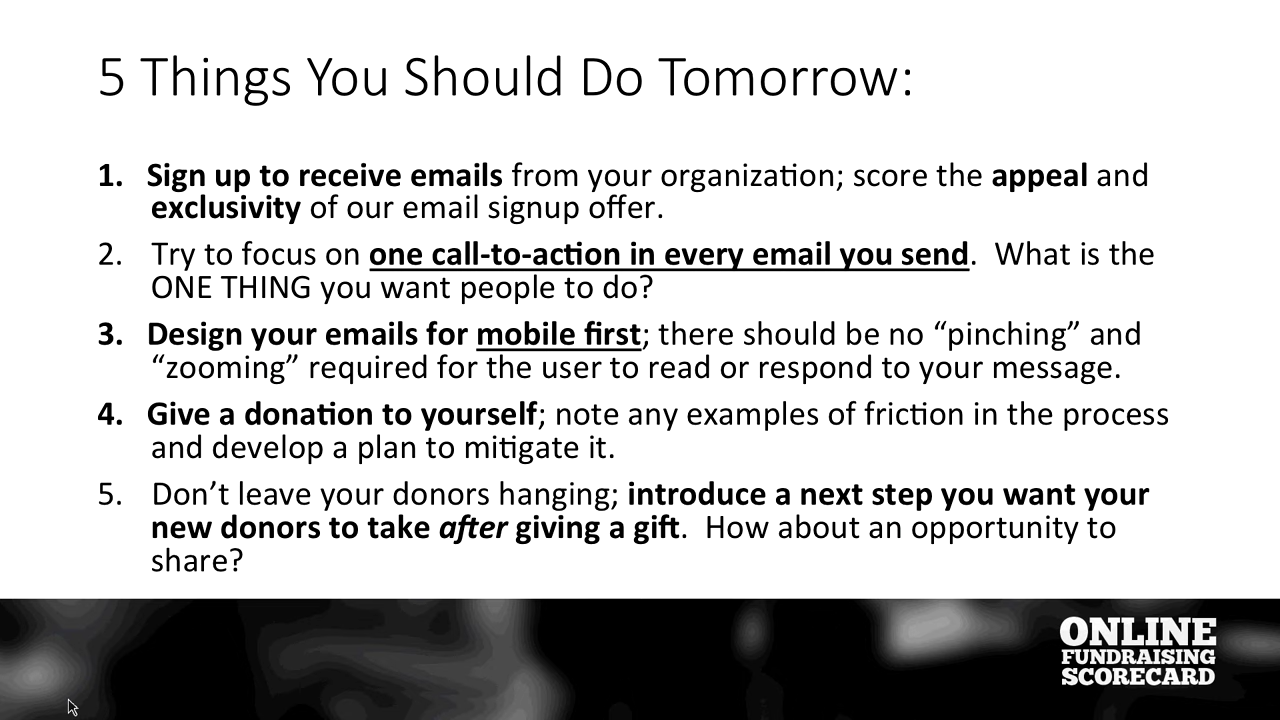 5 Things You Should Do Tomorrow:
1. Sign up to receive emails from your organization; score the appeal and
exclusivity of our email signup offer.
2. Try to focus on one call-to-action in every email you send. What is the
ONE THING you want people to do?
3. Design your emails for mobile first; there should be no “pinching” and
“zooming” required for the user to read or respond to your message.
4. Give a donation to yourself; note any examples of friction in the process
and develop a plan to mitigate it.
5. Don’t leave your donors hanging; introduce a next step you want your
new donors to take after giving a gift. How about an opportunity to
share?
ONLINE
FUNDRAISING
SCORECARD